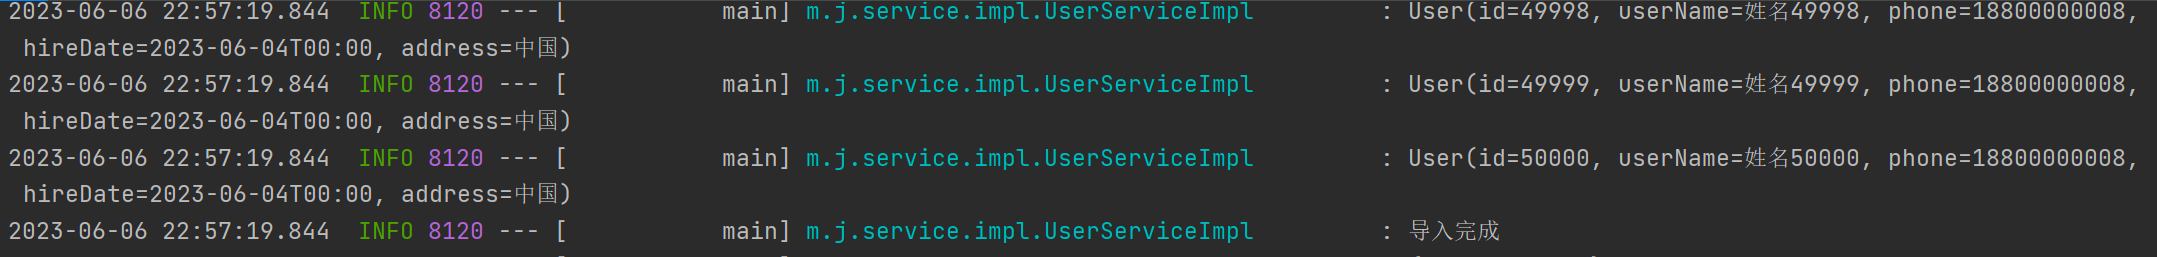 2023-06-06 22:57:19.844  INFO 8120 --- [           main] m.j.service.impl.UserServiceImpl         : User(id=49998, userName=姓名49998, phone=18800000008,
 hireDate=2023-06-04T00:00, address=中国)
2023-06-06 22:57:19.844  INFO 8120 --- [           main] m.j.service.impl.UserServiceImpl         : User(id=49999, userName=姓名49999, phone=18800000008,
 hireDate=2023-06-04T00:00, address=中国)
2023-06-06 22:57:19.844  INFO 8120 --- [           main] m.j.service.impl.UserServiceImpl         : User(id=50000, userName=姓名50000, phone=18800000008,
 hireDate=2023-06-04T00:00, address=中国)
2023-06-06 22:57:19.844  INFO 8120 --- [           main] m.j.service.impl.UserServiceImpl         : 导入完成